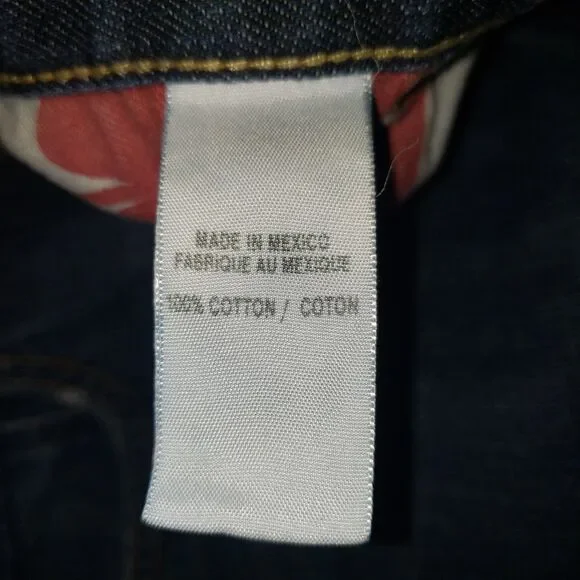 MADE IN MEXICO
FABRIQUE AU MEXIQUE
100% COTTON / COTON